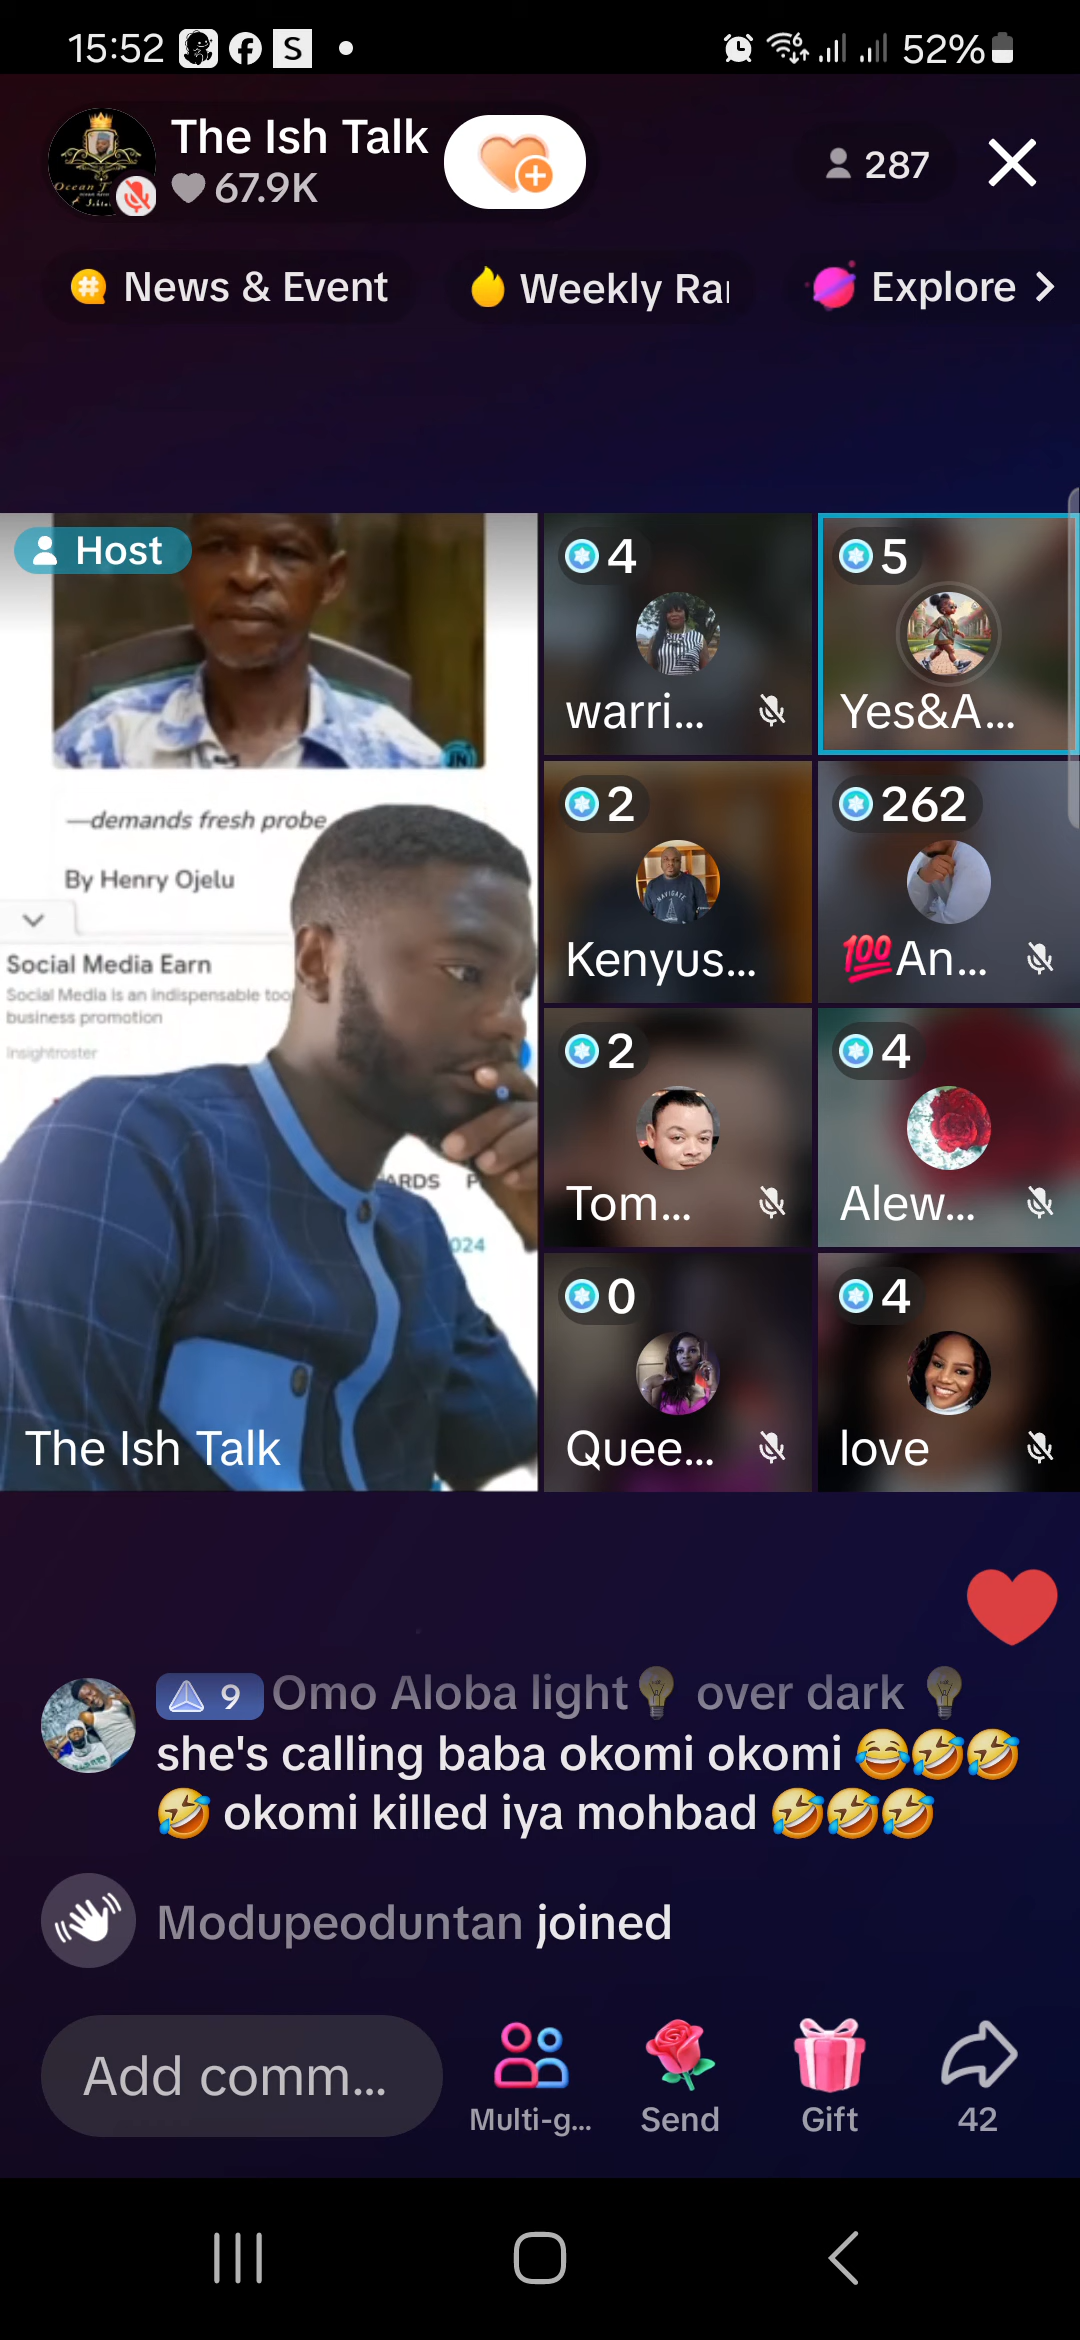 15:52 S 52%
The Ish Talk
67.9K
287
News & Event Weekly Ra Explore
Host
JN
—demands fresh probe
By Henry Ojelu
Social Media Earn
Social Media is an indispensable too
business promotion
Insightroster
ARDS P
024
The Ish Talk
4
warri...
5
Yes&A...
2
Kenyus...
262
💯An...
2
Tom...
4
Alew...
0
Quee...
4
love
9 Omo Aloba light💡 over dark 💡
she's calling baba okomi okomi 😂🤣🤣
🤣 okomi killed iya mohbad 🤣🤣🤣
Modupeoduntan joined
Add comm...
Multi-g... Send Gift 42